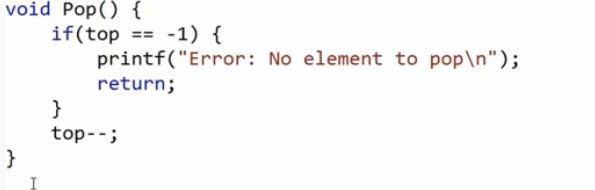 void Pop() {
    if(top == -1) {
        printf("Error: No element to pop\n");
        return;
    }
    top--;
}